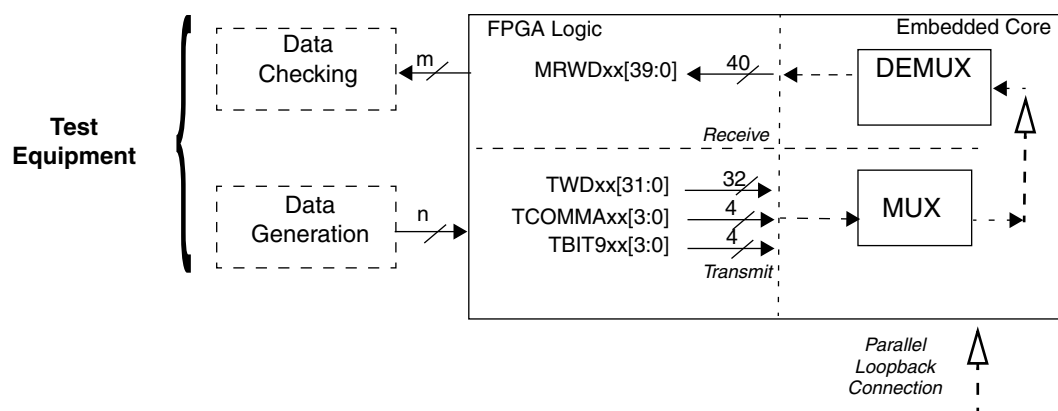 FPGA Logic
Embedded Core
Data
Checking
m
MRWDxx[39:0]
40
DEMUX
Test
Equipment
Receive
Data
Generation
n
TWDxx[31:0]
32
TCOMMAxx[3:0]
4
TBIT9xx[3:0]
4
MUX
Transmit
Parallel
Loopback
Connection